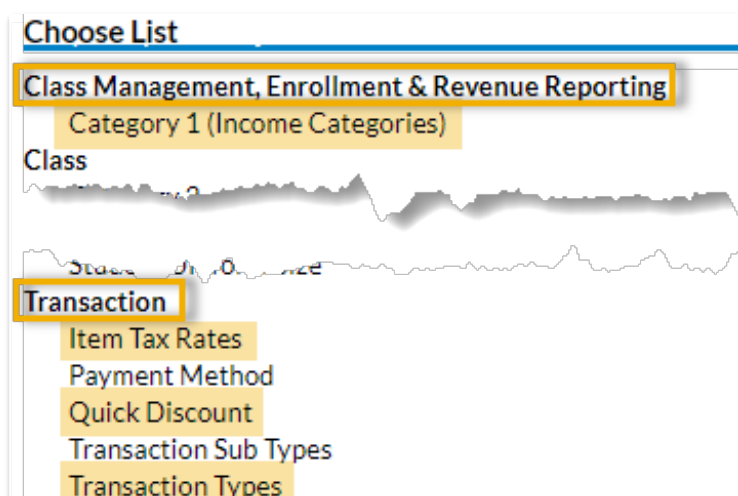 Choose List
Class Management, Enrollment & Revenue Reporting
Category 1 (Income Categories)
Class
Transaction
Item Tax Rates
Payment Method
Quick Discount
Transaction Sub Types
Transaction Types